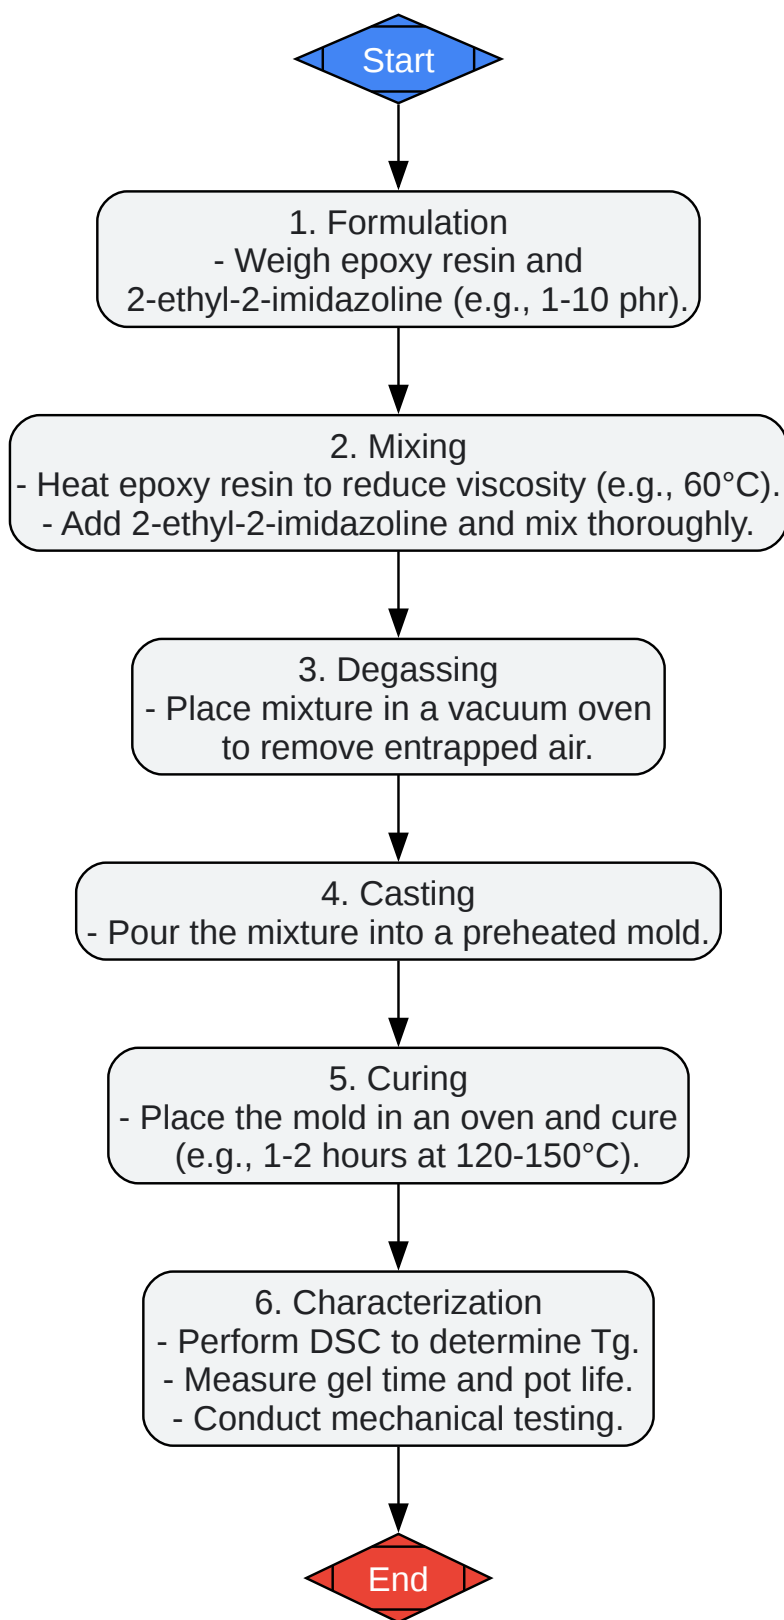 Start
1. Formulation
- Weigh epoxy resin and
2-ethyl-2-imidazoline (e.g., 1-10 phr).
2. Mixing
- Heat epoxy resin to reduce viscosity (e.g., 60°C).
- Add 2-ethyl-2-imidazoline and mix thoroughly.
3. Degassing
- Place mixture in a vacuum oven
to remove entrapped air.
4. Casting
- Pour the mixture into a preheated mold.
5. Curing
- Place the mold in an oven and cure
(e.g., 1-2 hours at 120-150°C).
6. Characterization
- Perform DSC to determine Tg.
- Measure gel time and pot life.
- Conduct mechanical testing.
End